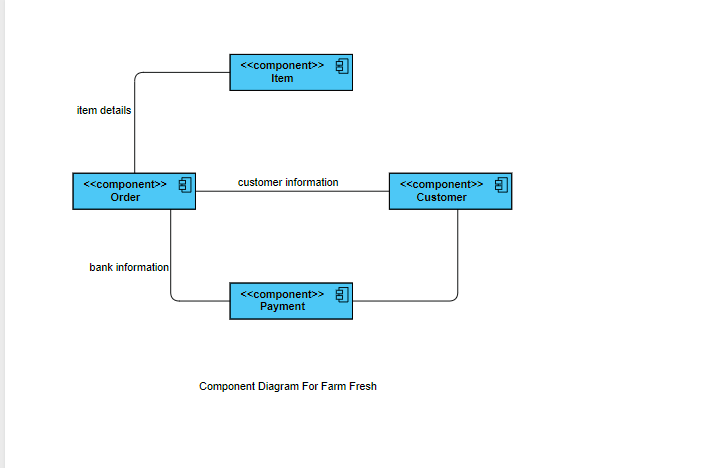 <<component>>
Item
item details
<<component>>
Order
customer information
<<component>>
Customer
bank information
<<component>>
Payment
Component Diagram For Farm Fresh